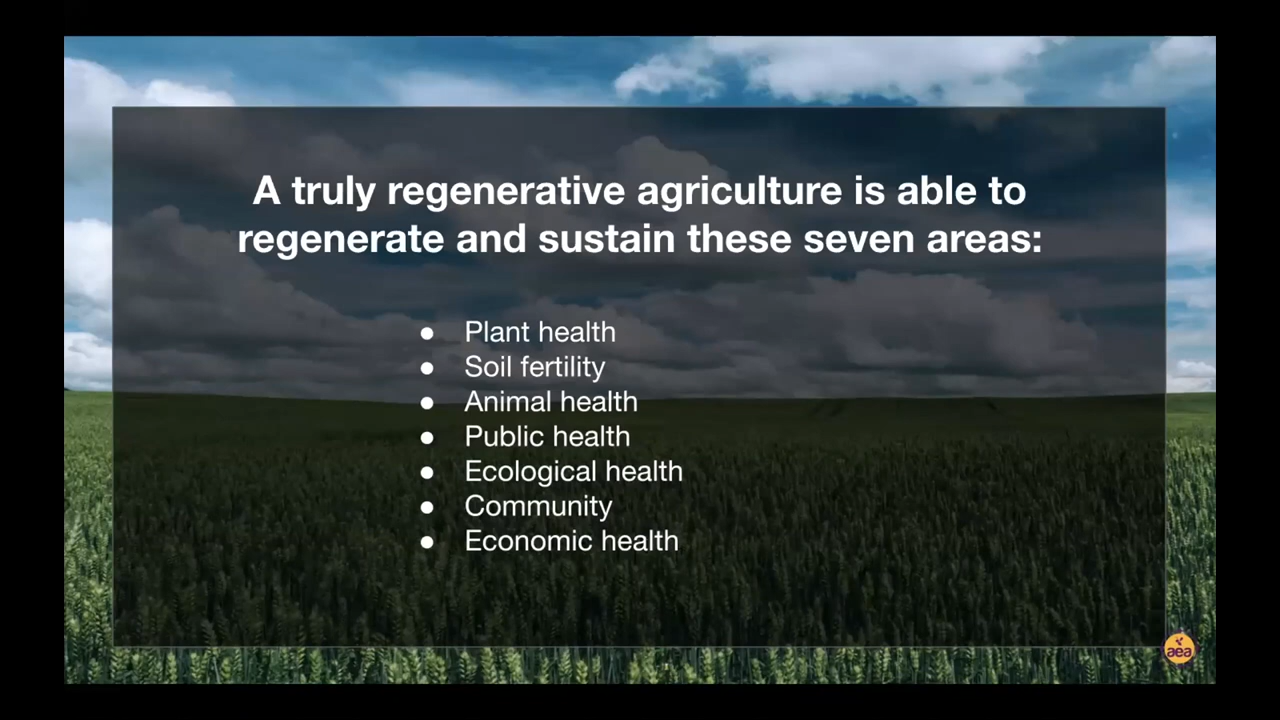 A truly regenerative agriculture is able to
regenerate and sustain these seven areas:
● Plant health
● Soil fertility
● Animal health
● Public health
● Ecological health
● Community
● Economic health
aea